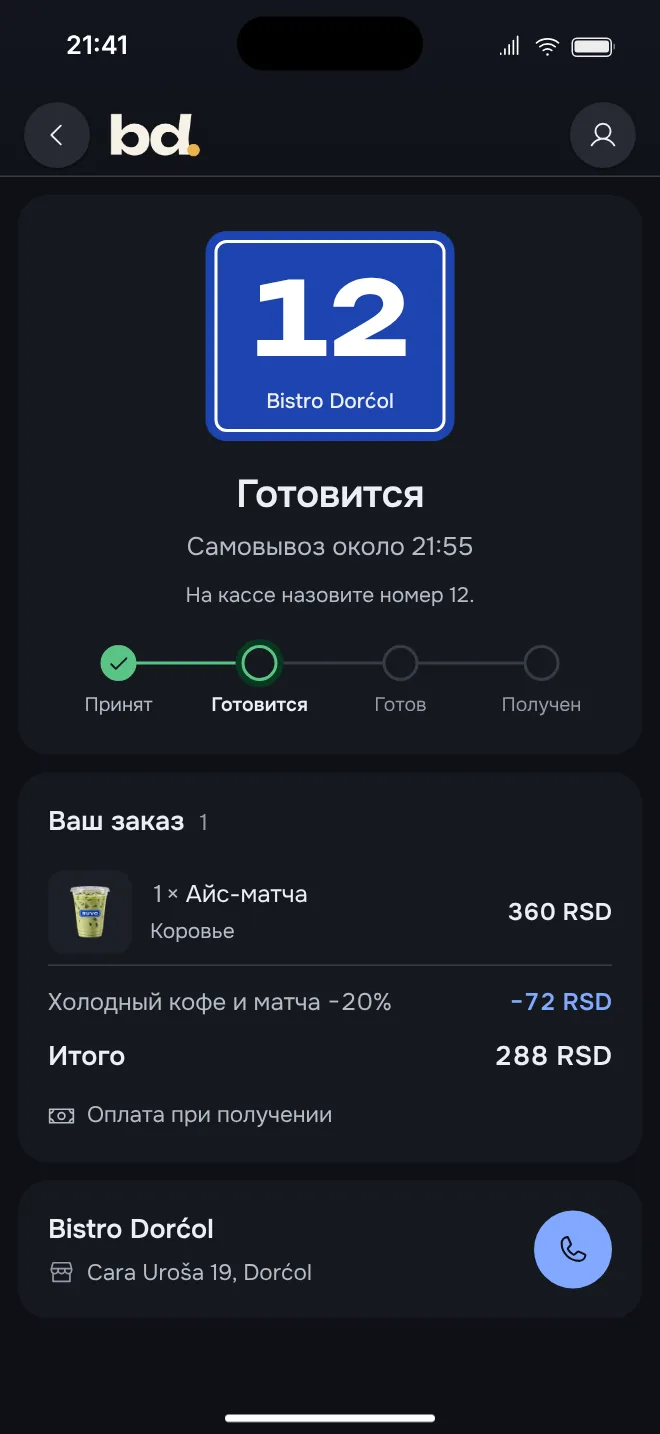 21:41
bd.
12
Bistro Dorćol
Готовится
Самовывоз около 21:55
На кассе назовите номер 12.
Принят
Готовится
Готов
Получен
Ваш заказ 1
1 × Айс-матча
360 RSD
Коровье
Холодный кофе и матча −20%
−72 RSD
Итого
288 RSD
Оплата при получении
Bistro Dorćol
Cara Uroša 19, Dorćol